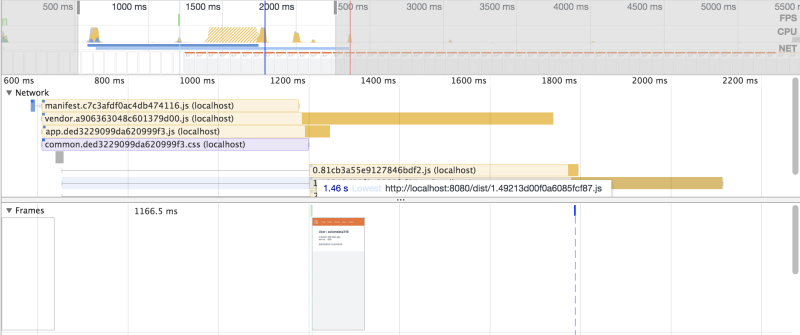 500 ms 1000 ms 1500 ms 2000 ms 500 ms 3000 ms 3500 ms 4000 ms 4500 ms 5000 ms 5500
FPS
CPU
NET
600 ms 800 ms 1000 ms 1200 ms 1400 ms 1600 ms 1800 ms 2000 ms 2200 ms
▼ Network
manifest.c7c3afdf0ac4db474116.js (localhost)
vendor.a906363048c601379d00.js (localhost)
app.ded3229099da620999f3.js (localhost)
common.ded3229099da620999f3.css (localhost)
0.81cb3a55e9127846bdf2.js (localhost)
1.46 s Lowest http://localhost:8080/dist/1.49213d00f0a6085fcf87.js
▼ Frames 1166.5 ms